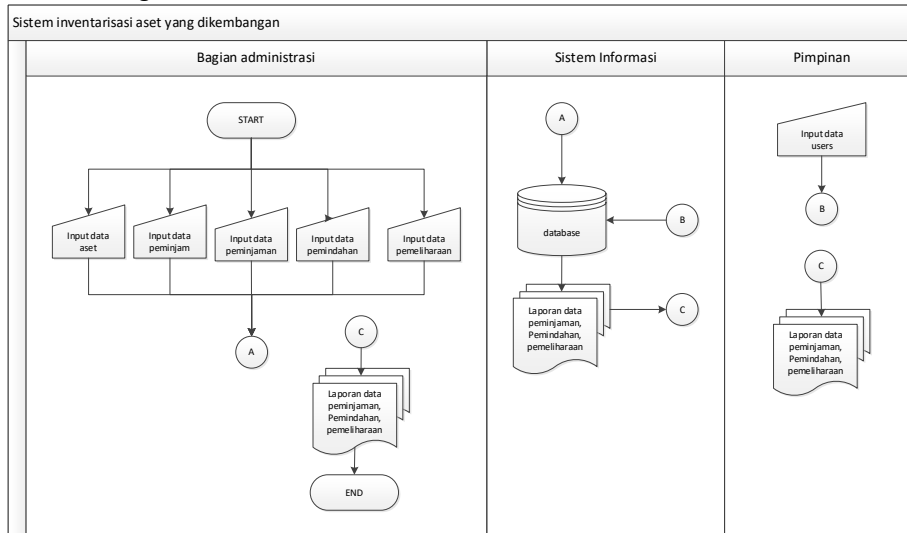 Sistem inventarisasi aset yang dikembangan
Bagian administrasi
Sistem Informasi
Pimpinan
START
Input data
aset
Input data
peminjam
Input data
peminjaman
Input data
pemindahan
Input data
pemeliharaan
A
C
Laporan data
peminjaman,
Pemindahan,
pemeliharaan
END
A
database
B
Laporan data
peminjaman,
Pemindahan,
pemeliharaan
C
Input data
users
B
C
Laporan data
peminjaman,
Pemindahan,
pemeliharaan